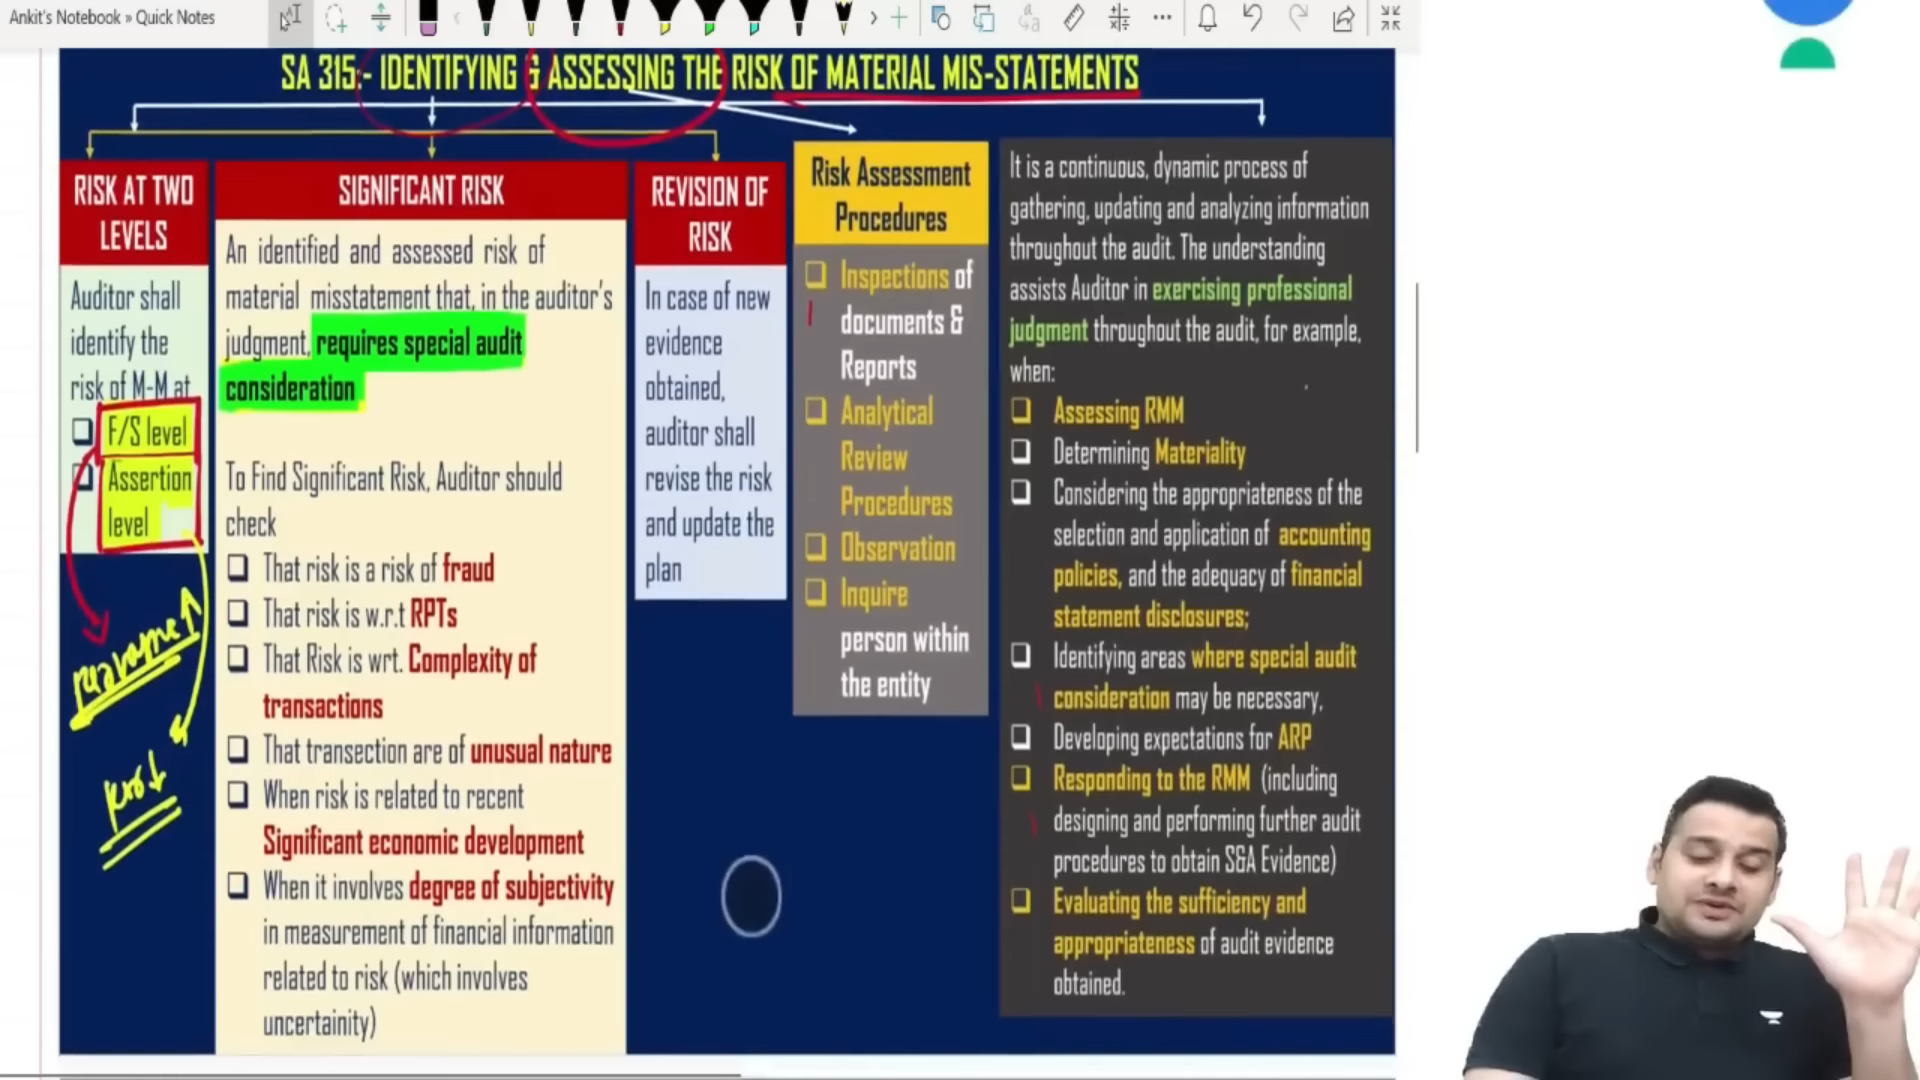 Ankit's Notebook » Quick Notes
SA 315:- IDENTIFYING & ASSESSING THE RISK OF MATERIAL MIS-STATEMENTS
RISK AT TWO
LEVELS
Auditor shall
identify the
risk of M-M at
F/S level
Assertion
level
SIGNIFICANT RISK
An identified and assessed risk of
material misstatement that, in the auditor's
judgment, requires special audit
consideration
To Find Significant Risk, Auditor should
check
That risk is a risk of fraud
That risk is w.r.t RPTs
That Risk is wrt. Complexity of
transactions
That transection are of unusual nature
When risk is related to recent
Significant economic development
When it involves degree of subjectivity
in measurement of financial information
related to risk (which involves
uncertainity)
REVISION OF
RISK
In case of new
evidence
obtained,
auditor shall
revise the risk
and update the
plan
Risk Assessment
Procedures
Inspections of
documents &
Reports
Analytical
Review
Procedures
Observation
Inquire
person within
the entity
It is a continuous, dynamic process of
gathering, updating and analyzing information
throughout the audit. The understanding
assists Auditor in exercising professional
judgment throughout the audit, for example,
when:
Assessing RMM
Determining Materiality
Considering the appropriateness of the
selection and application of accounting
policies, and the adequacy of financial
statement disclosures;
Identifying areas where special audit
consideration may be necessary,
Developing expectations for ARP
Responding to the RMM (including
designing and performing further audit
procedures to obtain S&A Evidence)
Evaluating the sufficiency and
appropriateness of audit evidence
obtained.